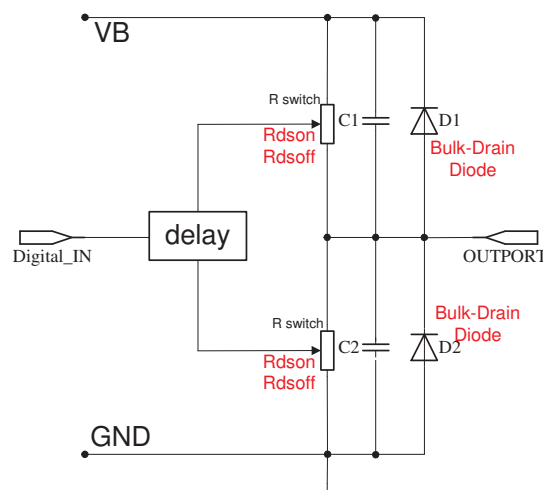 VB
R switch
Rdson
Rdsoff
C1
D1
Bulk-Drain
Diode
delay
Digital_IN
OUTPORT
R switch
Rdson
Rdsoff
C2
Bulk-Drain
Diode
D2
GND